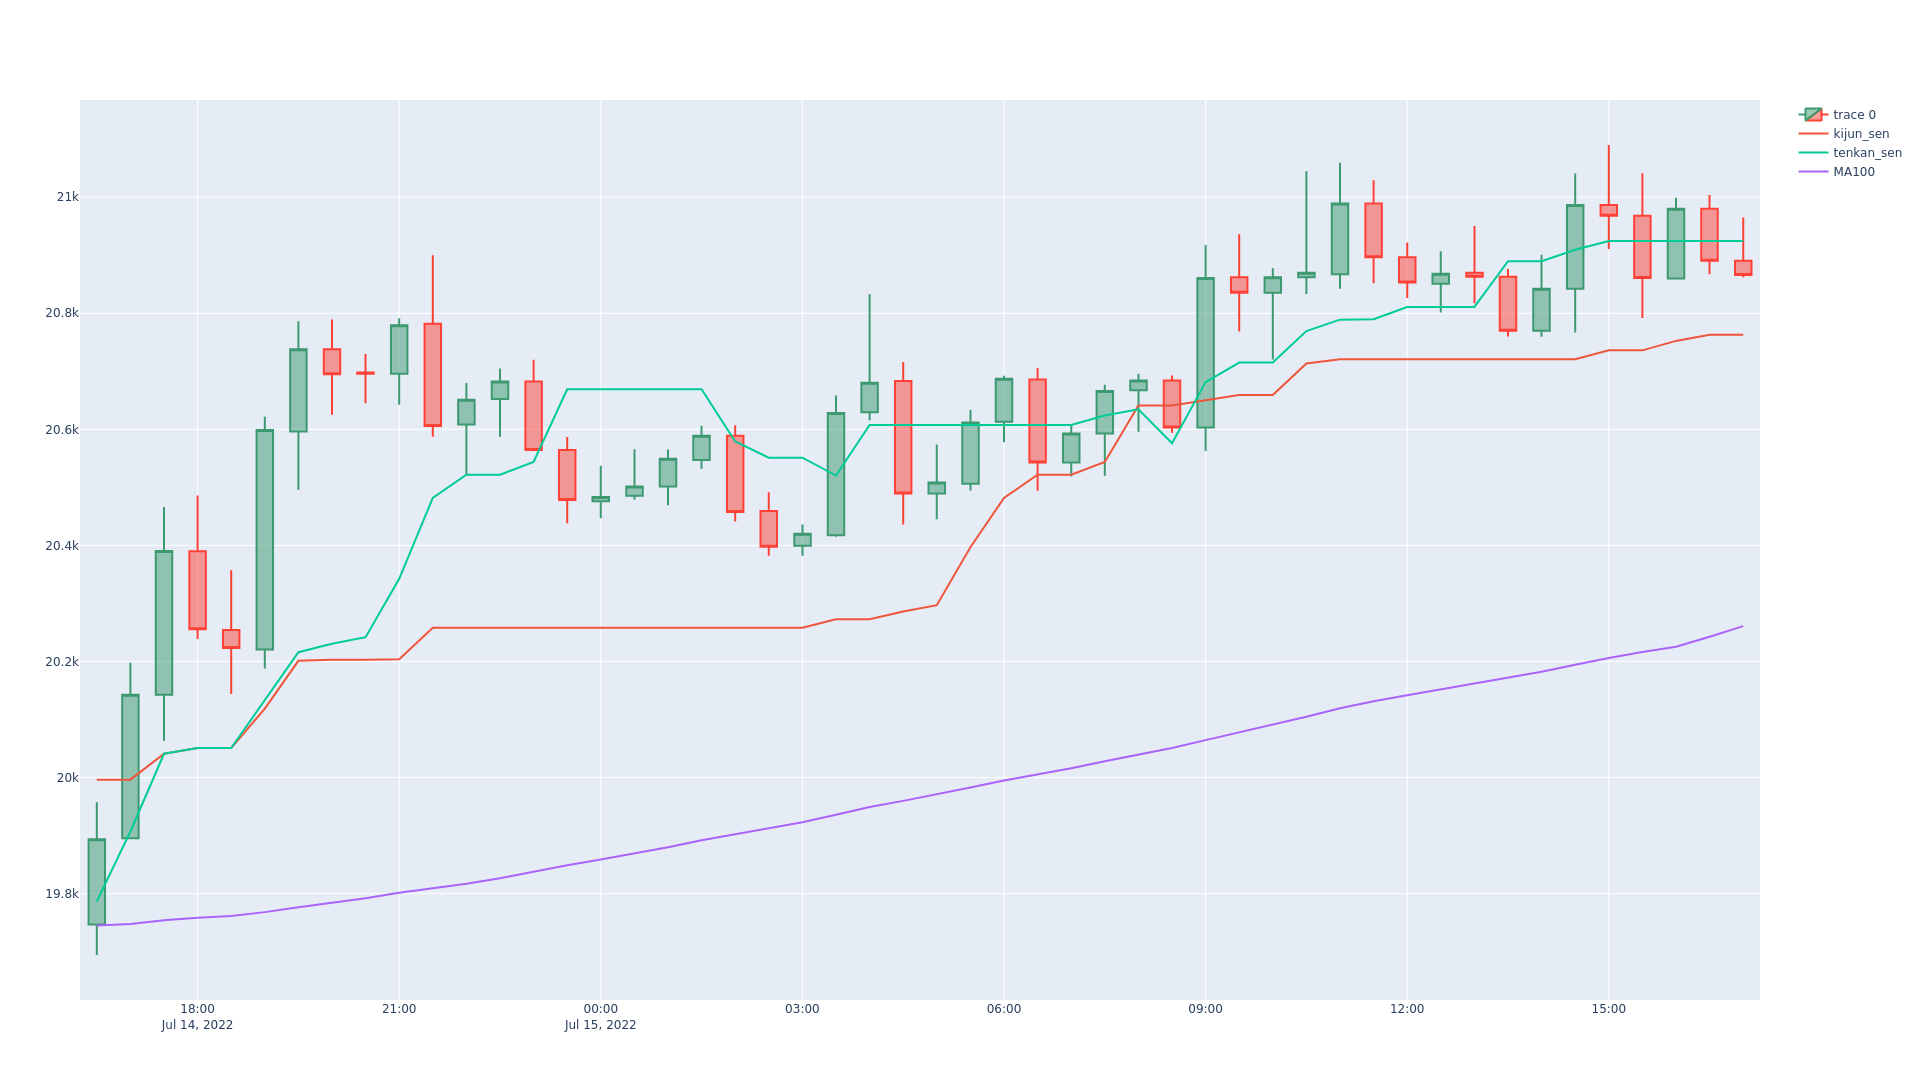 trace 0
kijun_sen
tenkan_sen
MA100
21k
20.8k
20.6k
20.4k
20.2k
20k
19.8k
18:00 21:00 00:00 03:00 06:00 09:00 12:00 15:00
Jul 14, 2022 Jul 15, 2022